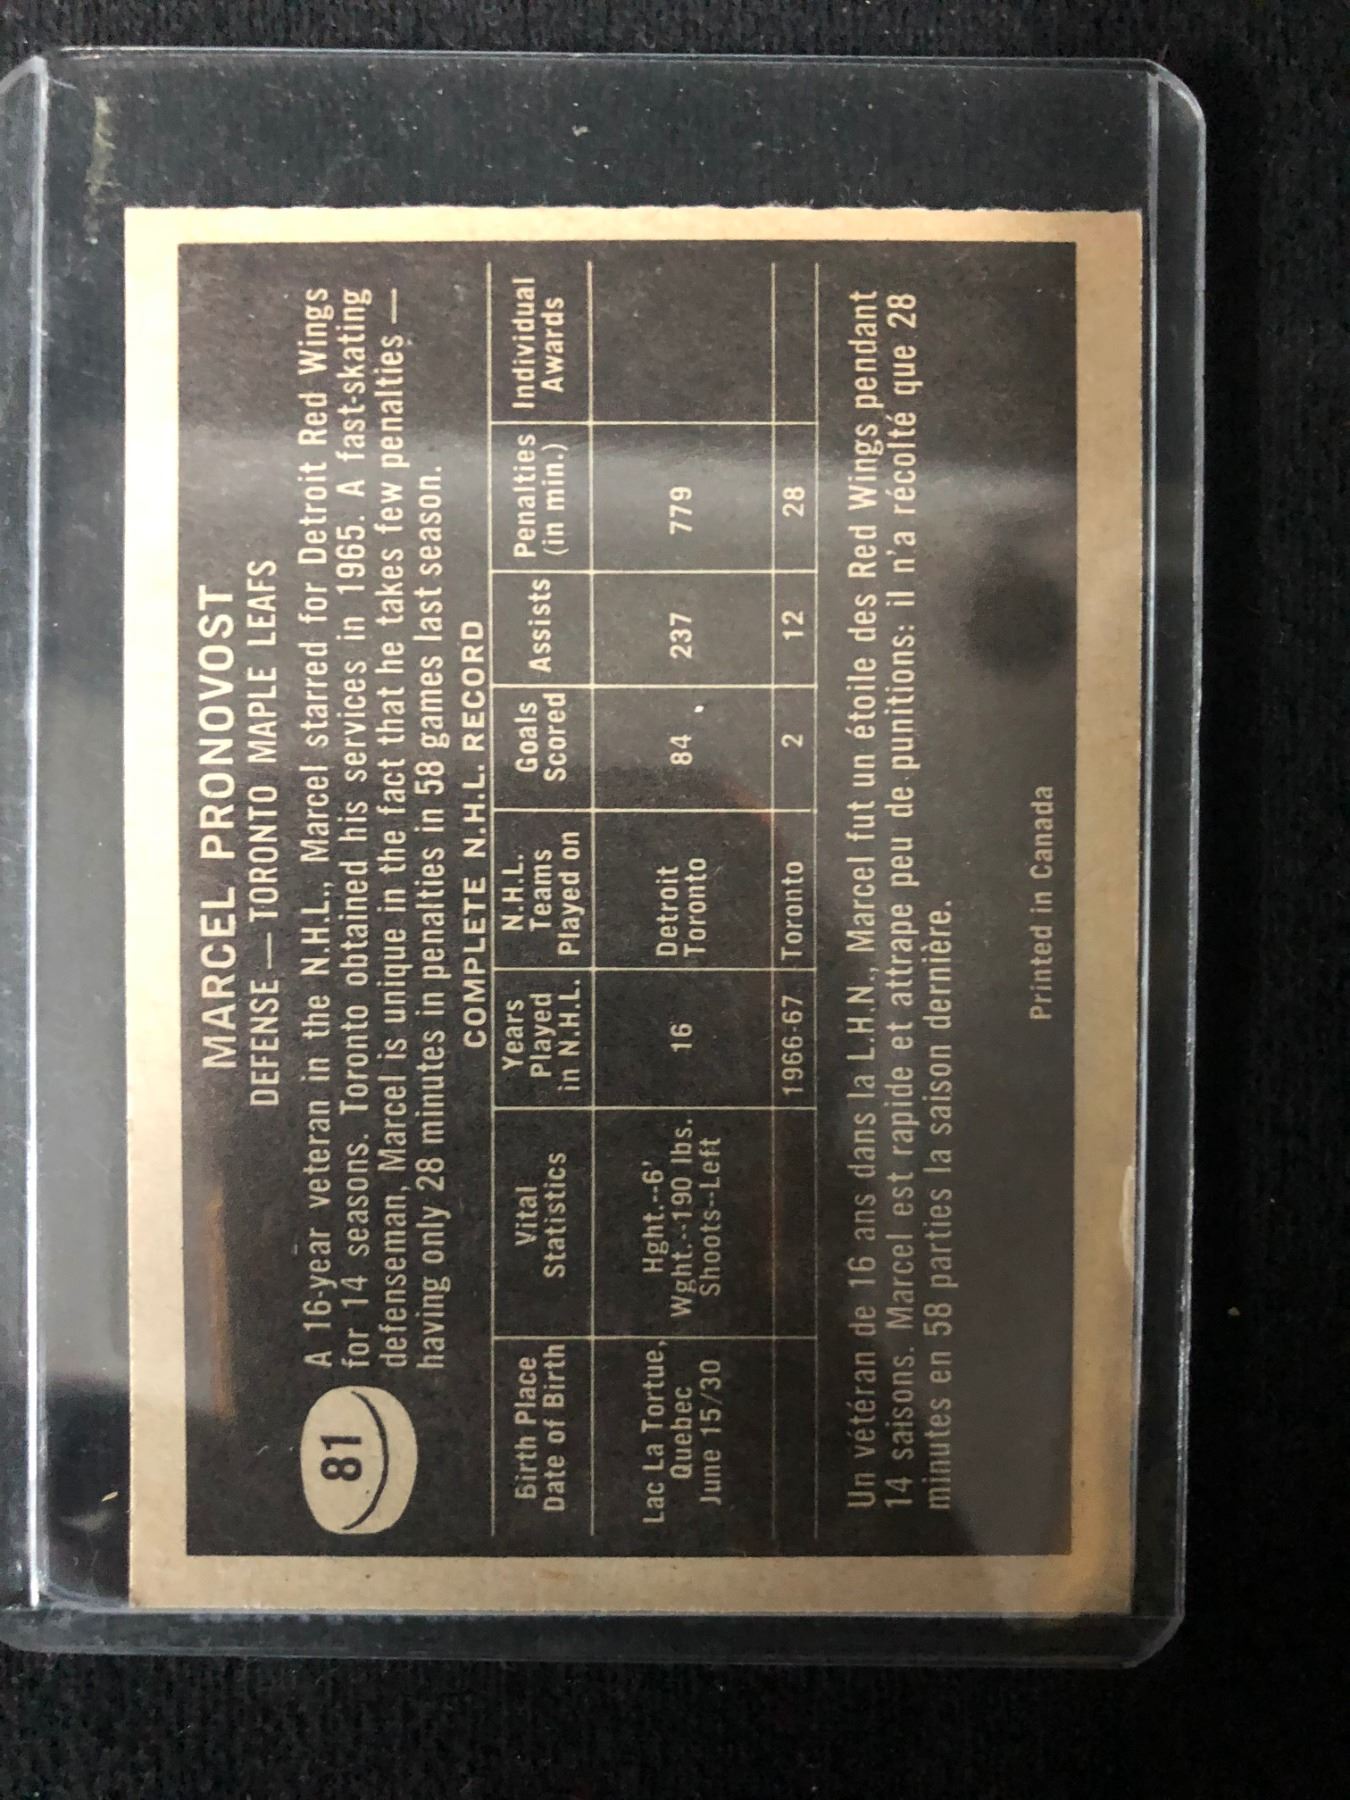 MARCEL PRONOVOST
DEFENSE — TORONTO MAPLE LEAFS
81
A 16-year veteran in the N.H.L., Marcel starred for Detroit Red Wings
for 14 seasons. Toronto obtained his services in 1965. A fast-skating
defenseman, Marcel is unique in the fact that he takes few penalties —
having only 28 minutes in penalties in 58 games last season.
COMPLETE N.H.L. RECORD
Birth Place Date of Birth
Vital Statistics
Years Played in N.H.L.
N.H.L. Teams Played on
Goals Scored
Assists
Penalties (in min.)
Individual Awards
Lac La Tortue, Quebec June 15/30
Hght.--6' Wght.--190 lbs. Shoots--Left
16
Detroit Toronto
84
237
779
1966-67 Toronto 2 12 28
Un vétéran de 16 ans dans la L.H.N., Marcel fut un étoile des Red Wings pendant
14 saisons. Marcel est rapide et attrape peu de punitions: il n'a récolté que 28
minutes en 58 parties la saison dernière.
Printed in Canada